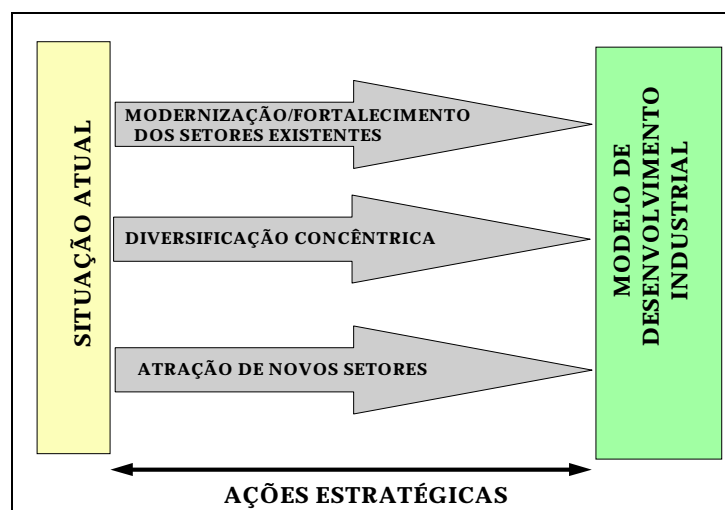 SITUAÇÃO ATUAL
MODERNIZAÇÃO/FORTALECIMENTO
DOS SETORES EXISTENTES
DIVERSIFICAÇÃO CONCÊNTRICA
ATRAÇÃO DE NOVOS SETORES
MODELO DE
DESENVOLVIMENTO
INDUSTRIAL
AÇÕES ESTRATÉGICAS